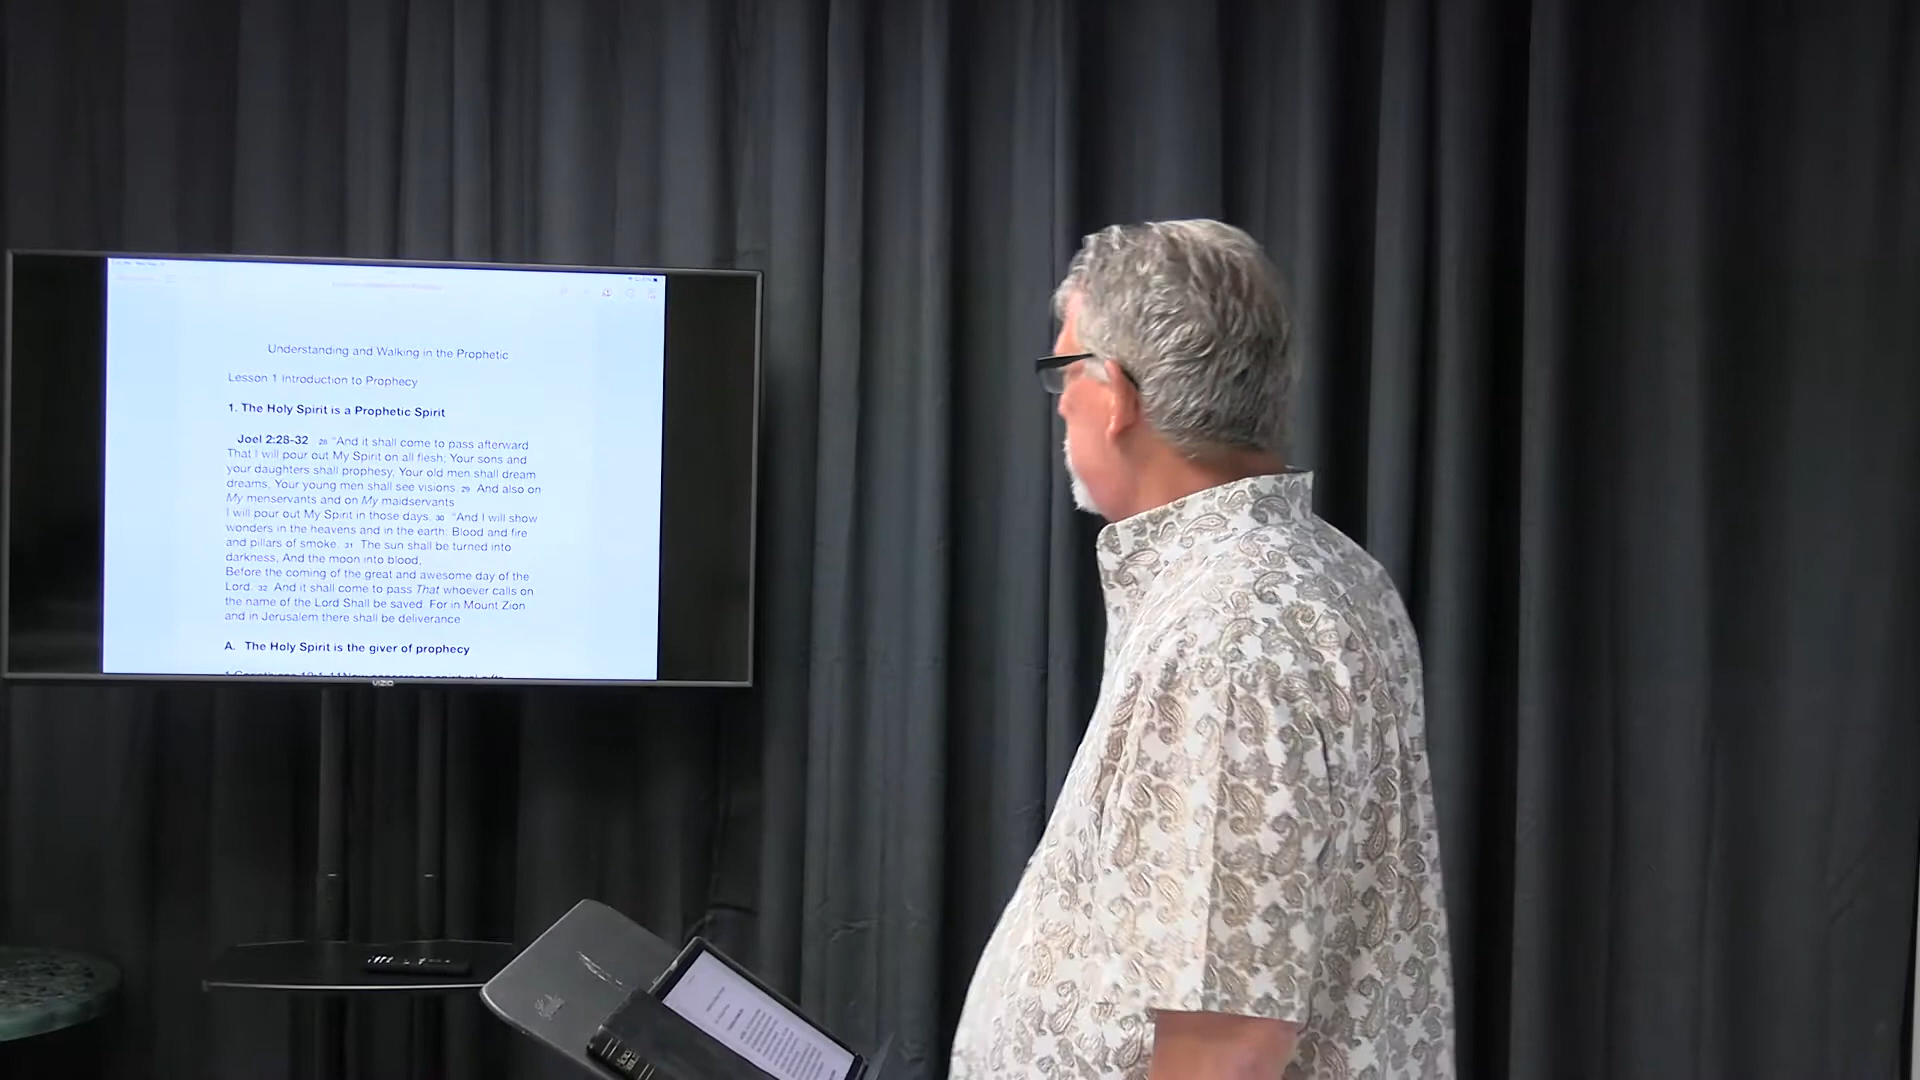 Understanding and Walking in the Prophetic
Lesson 1 Introduction to Prophecy
1. The Holy Spirit is a Prophetic Spirit
Joel 2:28-32 28 "And it shall come to pass afterward
That I will pour out My Spirit on all flesh; Your sons and
your daughters shall prophesy, Your old men shall dream
dreams, Your young men shall see visions. 29 And also on
My menservants and on My maidservants
I will pour out My Spirit in those days. 30 "And I will show
wonders in the heavens and in the earth: Blood and fire
and pillars of smoke. 31 The sun shall be turned into
darkness, And the moon into blood,
Before the coming of the great and awesome day of the
Lord. 32 And it shall come to pass That whoever calls on
the name of the Lord Shall be saved. For in Mount Zion
and in Jerusalem there shall be deliverance
A. The Holy Spirit is the giver of prophecy
VIZIO